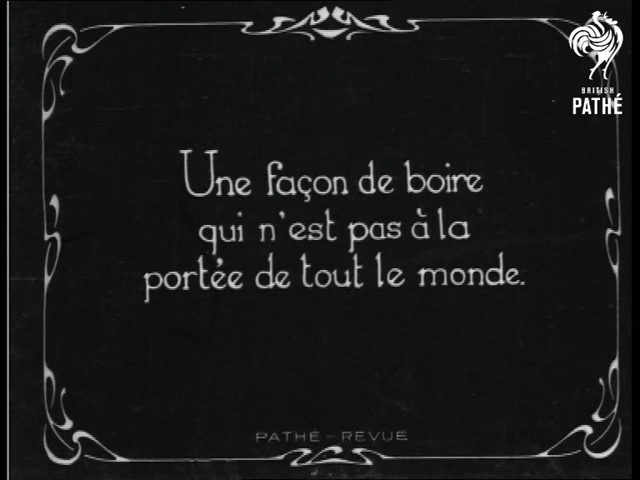 BRITISH
PATHÉ
Une façon de boire
qui n'est pas à la
portée de tout le monde.
PATHÉ - REVUE